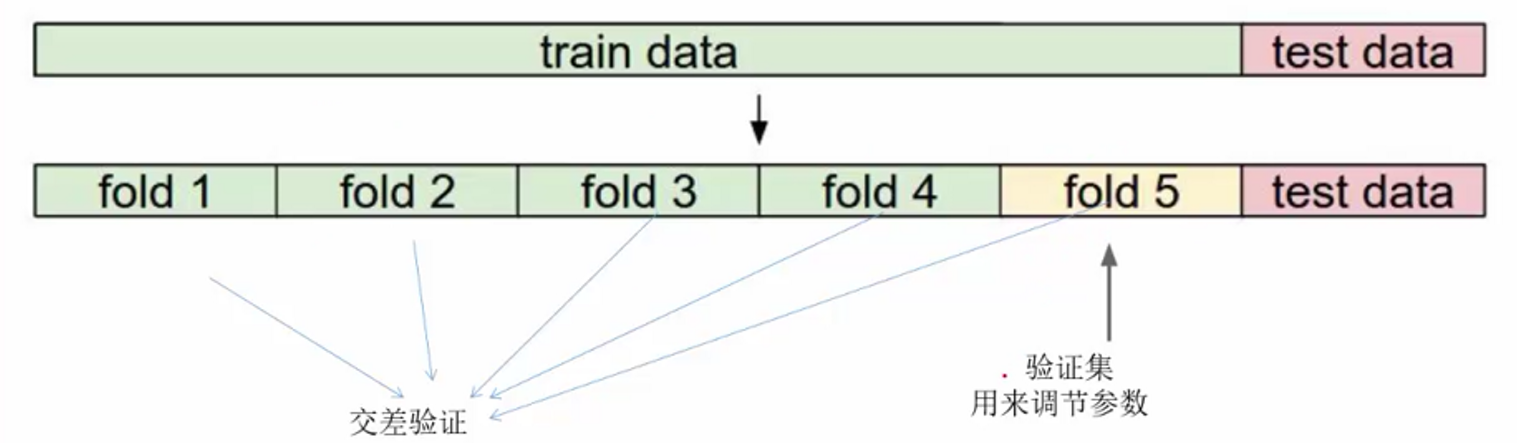 train data test data
fold 1 fold 2 fold 3 fold 4 fold 5 test data
. 验证集
用来调节参数
交差验证